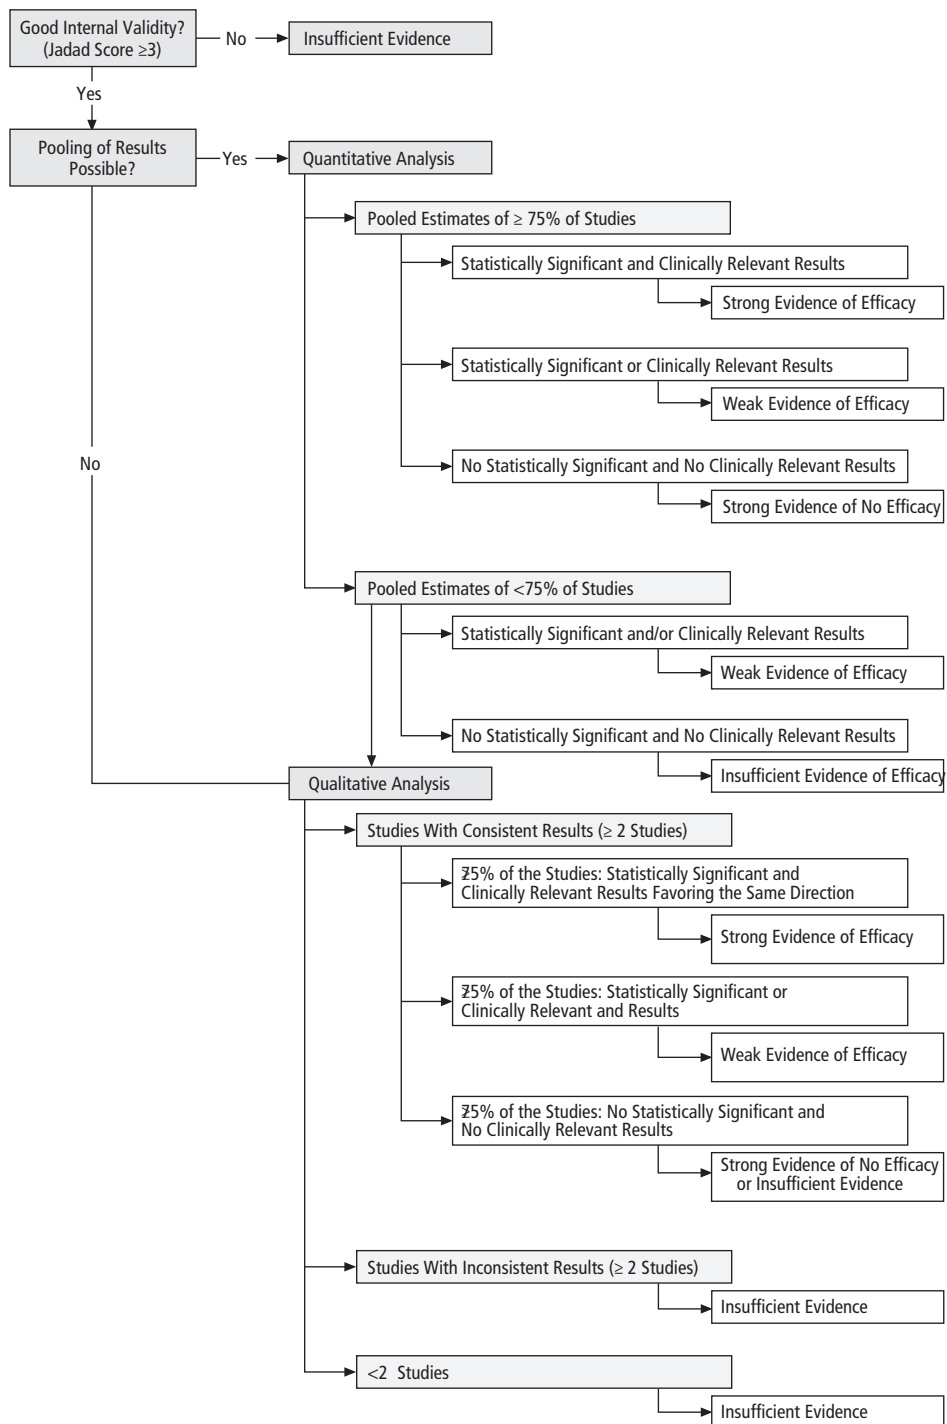 Good Internal Validity?
(Jadad Score ≥3)
No
Insufficient Evidence
Yes
Pooling of Results
Possible?
Yes
Quantitative Analysis
Pooled Estimates of ≥ 75% of Studies
Statistically Significant and Clinically Relevant Results
Strong Evidence of Efficacy
Statistically Significant or Clinically Relevant Results
Weak Evidence of Efficacy
No
No Statistically Significant and No Clinically Relevant Results
Strong Evidence of No Efficacy
Pooled Estimates of <75% of Studies
Statistically Significant and/or Clinically Relevant Results
Weak Evidence of Efficacy
No Statistically Significant and No Clinically Relevant Results
Insufficient Evidence of Efficacy
Qualitative Analysis
Studies With Consistent Results (≥ 2 Studies)
≥75% of the Studies: Statistically Significant and
Clinically Relevant Results Favoring the Same Direction
Strong Evidence of Efficacy
≥75% of the Studies: Statistically Significant or
Clinically Relevant and Results
Weak Evidence of Efficacy
≥75% of the Studies: No Statistically Significant and
No Clinically Relevant Results
Strong Evidence of No Efficacy
or Insufficient Evidence
Studies With Inconsistent Results (≥ 2 Studies)
Insufficient Evidence
<2 Studies
Insufficient Evidence